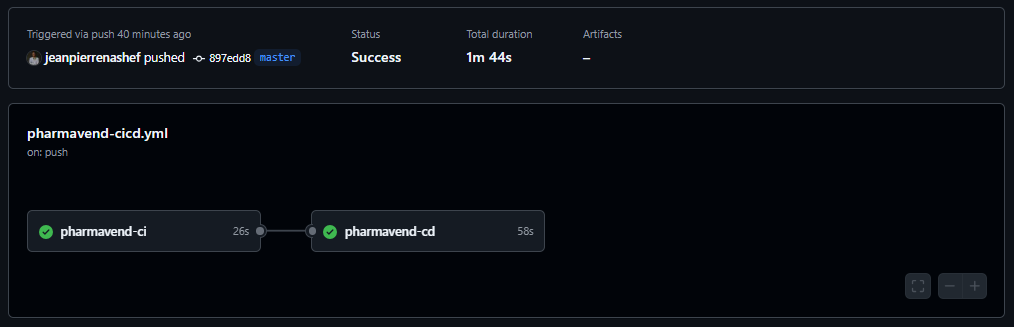 Triggered via push 40 minutes ago
jeanpierrenashef pushed 897edd8 master
Status
Success
Total duration
1m 44s
Artifacts
–
pharmavend-cicd.yml
on: push
pharmavend-ci 26s
pharmavend-cd 58s